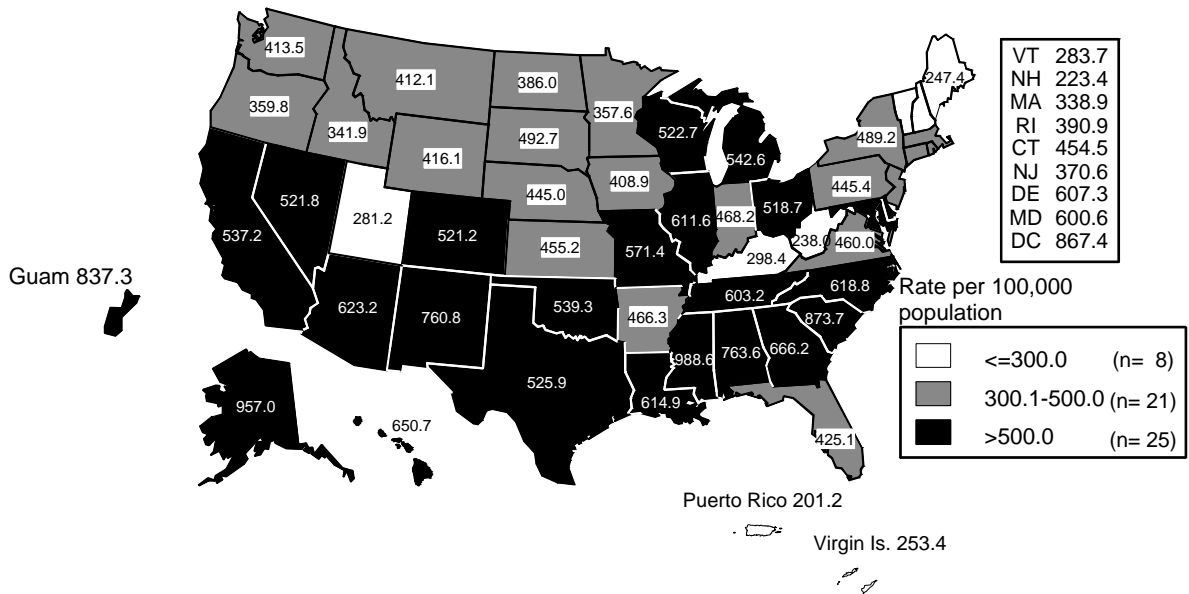 413.5
412.1
386.0
359.8
341.9
357.6
247.4
VT 283.7
NH 223.4
MA 338.9
RI 390.9
CT 454.5
NJ 370.6
DE 607.3
MD 600.6
DC 867.4
416.1
492.7
522.7
542.6
489.2
445.0
408.9
445.4
521.8
281.2
521.2
611.6
468.2
518.7
537.2
455.2
571.4
298.4
238.0
460.0
Guam 837.3
623.2
760.8
539.3
466.3
603.2
618.8
873.7
Rate per 100,000
population
<=300.0 (n= 8)
300.1-500.0 (n= 21)
>500.0 (n= 25)
988.6
763.6
666.2
525.9
614.9
425.1
957.0
650.7
Puerto Rico 201.2
Virgin Is. 253.4